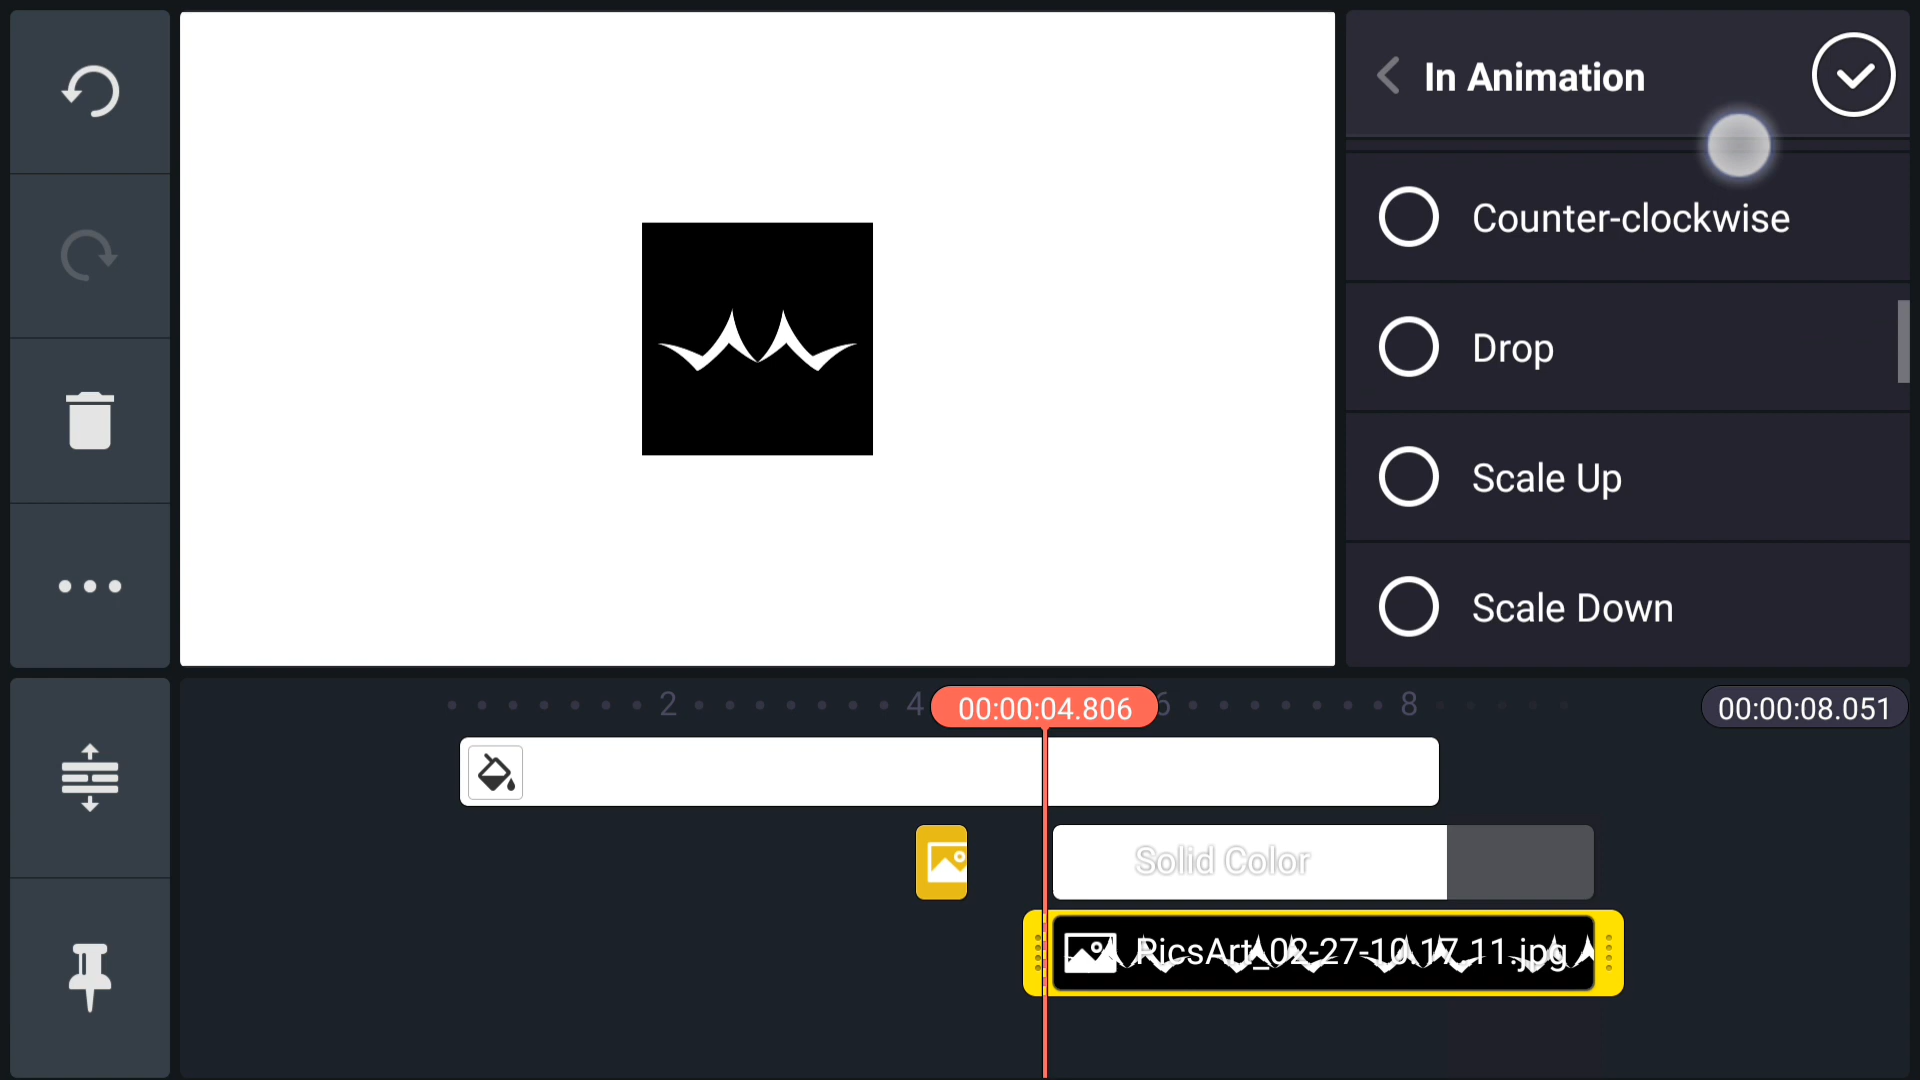 In Animation
Counter-clockwise
Drop
Scale Up
Scale Down
2 4 00:00:04.806 6 8 00:00:08.051
Solid Color
PicsArt_02-27-10.17.11.jpg